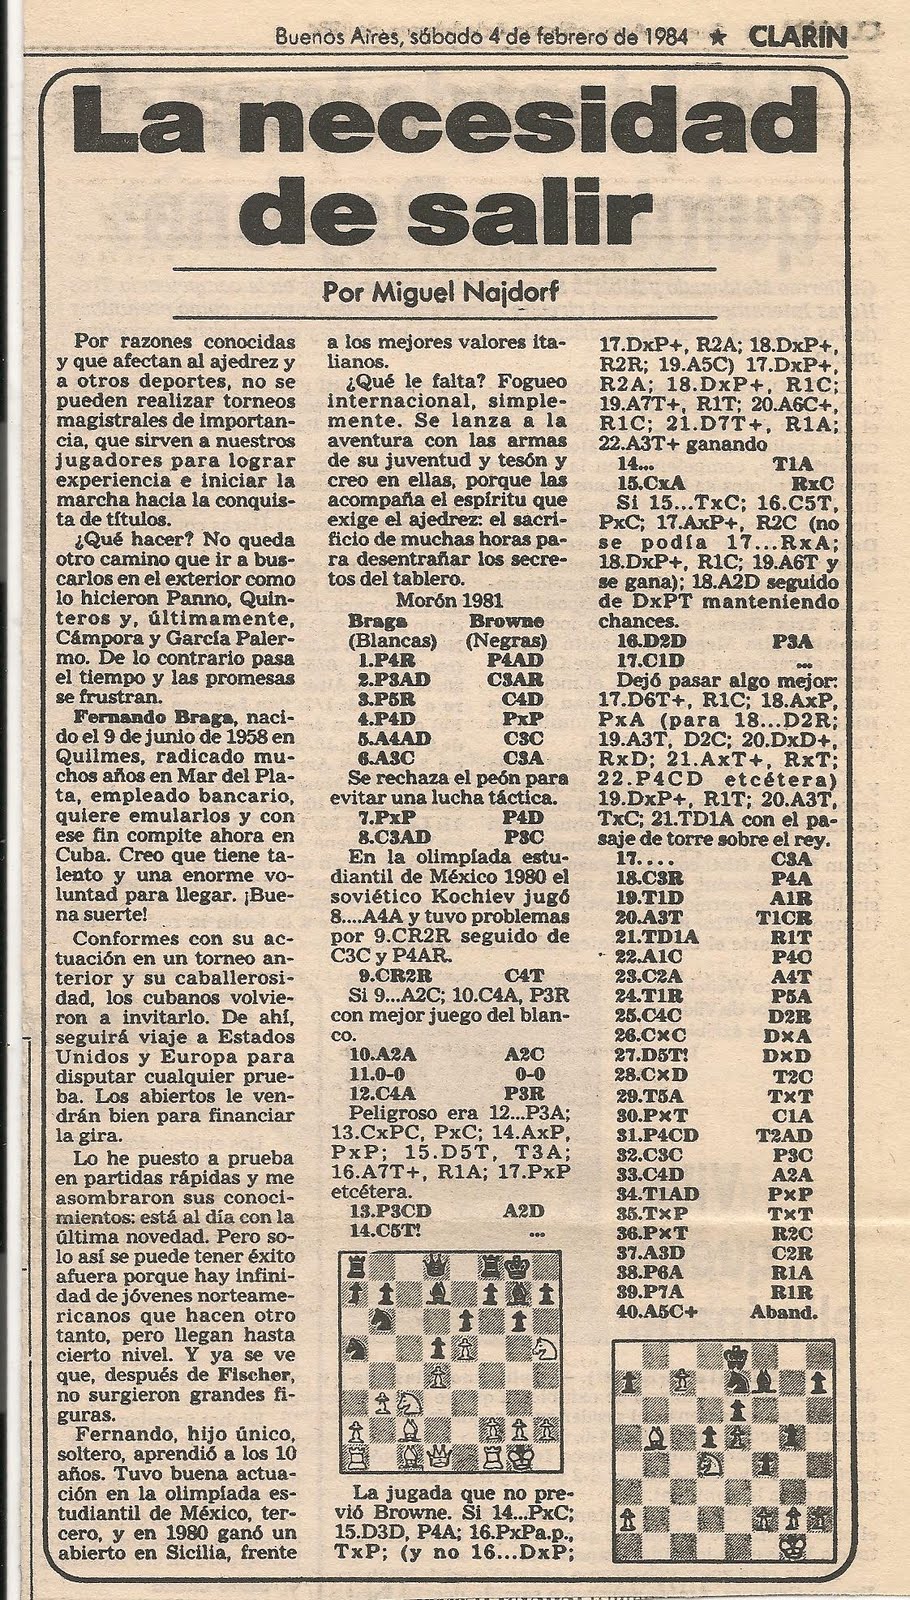 Buenos Aires, sábado 4 de febrero de 1984 ★ CLARIN
La necesidad
de salir
Por Miguel Najdorf
Por razones conocidas
y que afectan al ajedrez y
a otros deportes, no se
pueden realizar torneos
magistrales de importan-
cia, que sirven a nuestros
jugadores para lograr
experiencia e iniciar la
marcha hacia la conquis-
ta de títulos.
¿Qué hacer? No queda
otro camino que ir a bus-
carlos en el exterior como
lo hicieron Panno, Quin-
teros y, últimamente,
Cámpora y García Paler-
mo. De lo contrario pasa
el tiempo y las promesas
se frustran.
Fernando Braga, naci-
do el 9 de junio de 1958 en
Quilmes, radicado mu-
chos años en Mar del Pla-
ta, empleado bancario,
quiere emularlos y con
ese fin compite ahora en
Cuba. Creo que tiene ta-
lento y una enorme vo-
luntad para llegar. ¡Bue-
na suerte!
Conformes con su ac-
tuación en un torneo an-
terior y su caballerosi-
dad, los cubanos volvie-
ron a invitarlo. De ahí,
seguirá viaje a Estados
Unidos y Europa para
disputar cualquier prue-
ba. Los abiertos le ven-
drán bien para financiar
la gira.
Lo he puesto a prueba
en partidas rápidas y me
asombraron sus conoci-
mientos: está al día con la
última novedad. Pero so-
lo así se puede tener éxito
afuera porque hay infini-
dad de jóvenes norteame-
ricanos que hacen otro
tanto, pero llegan hasta
cierto nivel. Y ya se ve
que, después de Fischer,
no surgieron grandes fi-
guras.
Fernando, hijo único,
soltero, aprendió a los 10
años. Tuvo buena actua-
ción en la olimpíada es-
tudiantil de México, ter-
cero, y en 1980 ganó un
abierto en Sicilia, frente
a los mejores valores ita-
lianos.
¿Qué le falta? Fogueo
internacional, simple-
mente. Se lanza a la
aventura con las armas
de su juventud y tesón y
creo en ellas, porque las
acompaña el espíritu que
exige el ajedrez: el sacri-
ficio de muchas horas pa-
ra desentrañar los secre-
tos del tablero.
Morón 1981
Braga Browne
(Blancas) (Negras)
1.P4R P4AD
2.P3AD C3AR
3.P5R C4D
4.P4D PxP
5.A4AD C3C
6.A3C C3A
Se rechaza el peón para
evitar una lucha táctica.
7.PxP P4D
8.C3AD P3C
En la olimpíada estu-
diantil de México 1980 el
soviético Kochiev jugó
8....A4A y tuvo problemas
por 9.CR2R seguido de
C3C y P4AR.
9.CR2R C4T
Si 9...A2C; 10.C4A, P3R
con mejor juego del blan-
co.
10.A2A A2C
11.0-0 0-0
12.C4A P3R
Peligroso era 12...P3A;
13.CxPC, PxC; 14.AxP,
PxP; 15.D5T, T3A;
16.A7T+, R1A; 17.PxP
etcétera.
13.P3CD A2D
14.C5T! ...
La jugada que no pre-
vió Browne. Si 14...PxC;
15.D3D, P4A; 16.PxPa.p.,
TxP; (y no 16...DxP;
17.DxP+, R2A; 18.DxP+,
R2R; 19.A5C) 17.DxP+,
R2A; 18.DxP+, R1C;
19.A7T+, R1T; 20.A6C+,
R1C; 21.D7T+, R1A;
22.A3T+ ganando
14... T1A
15.CxA RxC
Si 15...TxC; 16.C5T,
PxC; 17.AxP+, R2C (no
se podía 17...RxA;
18.DxP+, R1C; 19.A6T y
se gana); 18.A2D seguido
de DxPT manteniendo
chances.
16.D2D P3A
17.C1D ...
Dejó pasar algo mejor:
17.D6T+, R1C; 18.AxP,
PxA (para 18...D2R;
19.A3T, D2C; 20.DxD+,
RxD; 21.AxT+, RxT;
22.P4CD etcétera)
19.DxP+, R1T; 20.A3T,
TxC; 21.TD1A con el pa-
saje de torre sobre el rey.
17.... C3A
18.C3R P4A
19.T1D A1R
20.A3T T1CR
21.TD1A R1T
22.A1C P4C
23.C2A A4T
24.T1R P5A
25.C4C D2R
26.C×C D×A
27.D5T! D×D
28.C×D T2C
29.T5A T×T
30.P×T C1A
31.P4CD T2AD
32.C3C P3C
33.C4D A2A
34.T1AD P×P
35.T×P T×T
36.P×T R2C
37.A3D C2R
38.P6A R1A
39.P7A R1R
40.A5C+ Aband.